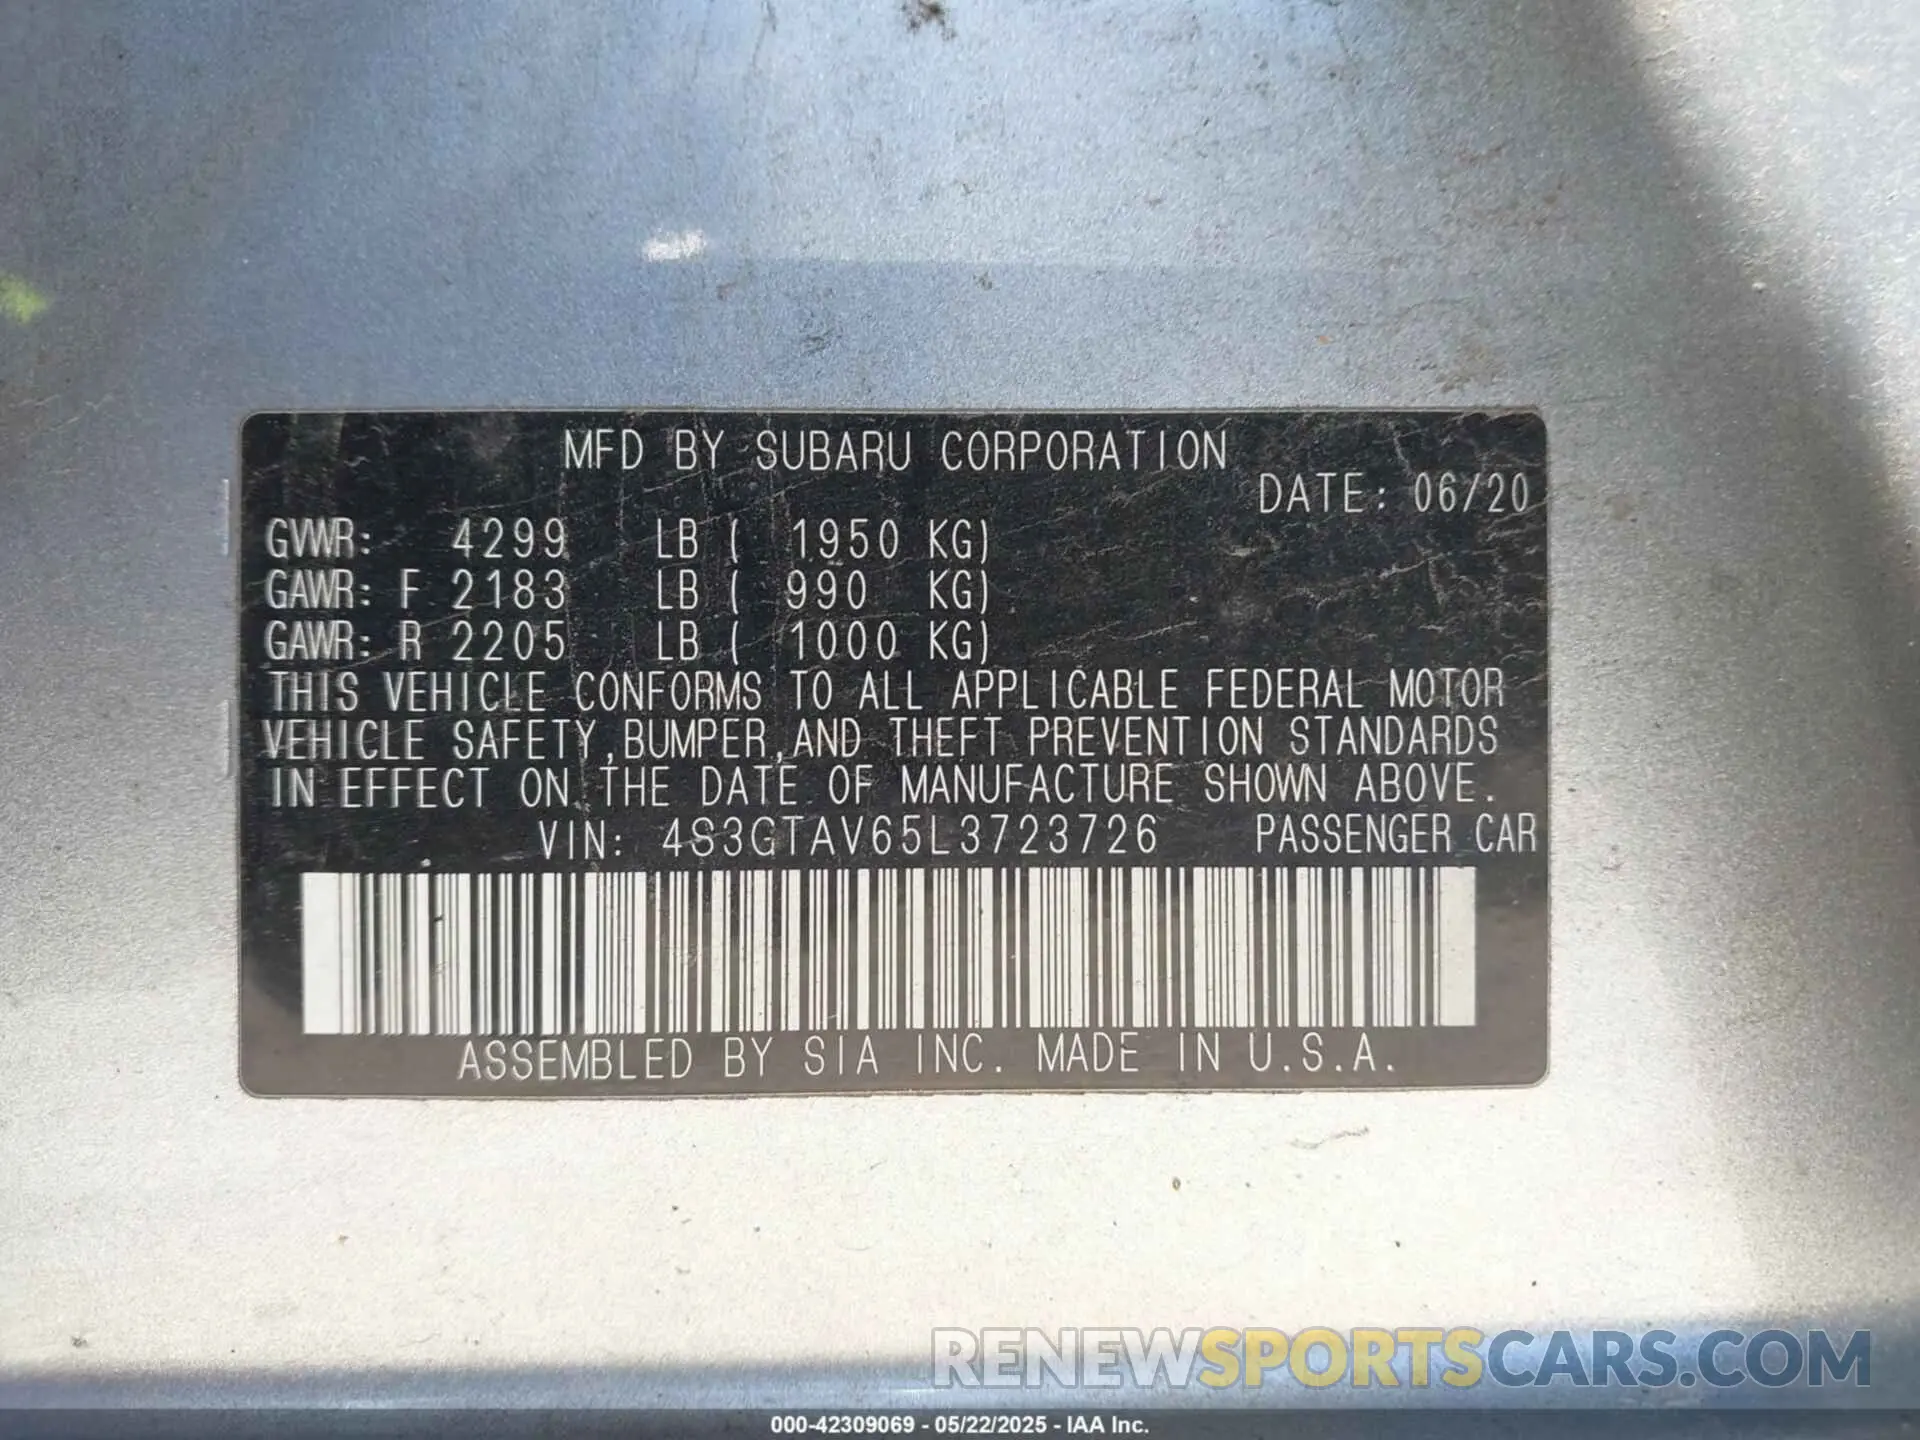 MFD BY SUBARU CORPORATION
DATE: 06/20
GVWR: 4299 LB ( 1950 KG)
GAWR: F 2183 LB ( 990 KG)
GAWR: R 2205 LB ( 1000 KG)
THIS VEHICLE CONFORMS TO ALL APPLICABLE FEDERAL MOTOR
VEHICLE SAFETY,BUMPER,AND THEFT PREVENTION STANDARDS
IN EFFECT ON THE DATE OF MANUFACTURE SHOWN ABOVE.
VIN: 4S3GTAV65L3723726 PASSENGER CAR
ASSEMBLED BY SIA INC. MADE IN U.S.A.
RENEWSPORTSCARS.COM
000-42309069 - 05/22/2025 - IAA Inc.